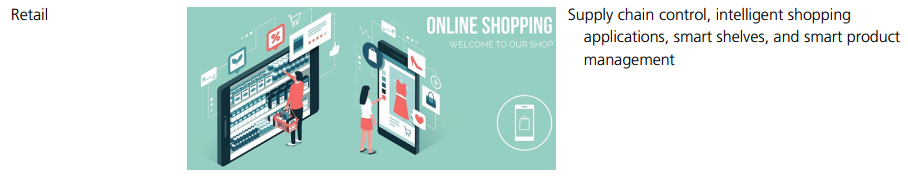 Retail
ONLINE SHOPPING
WELCOME TO OUR SHOP
Supply chain control, intelligent shopping
applications, smart shelves, and smart product
management